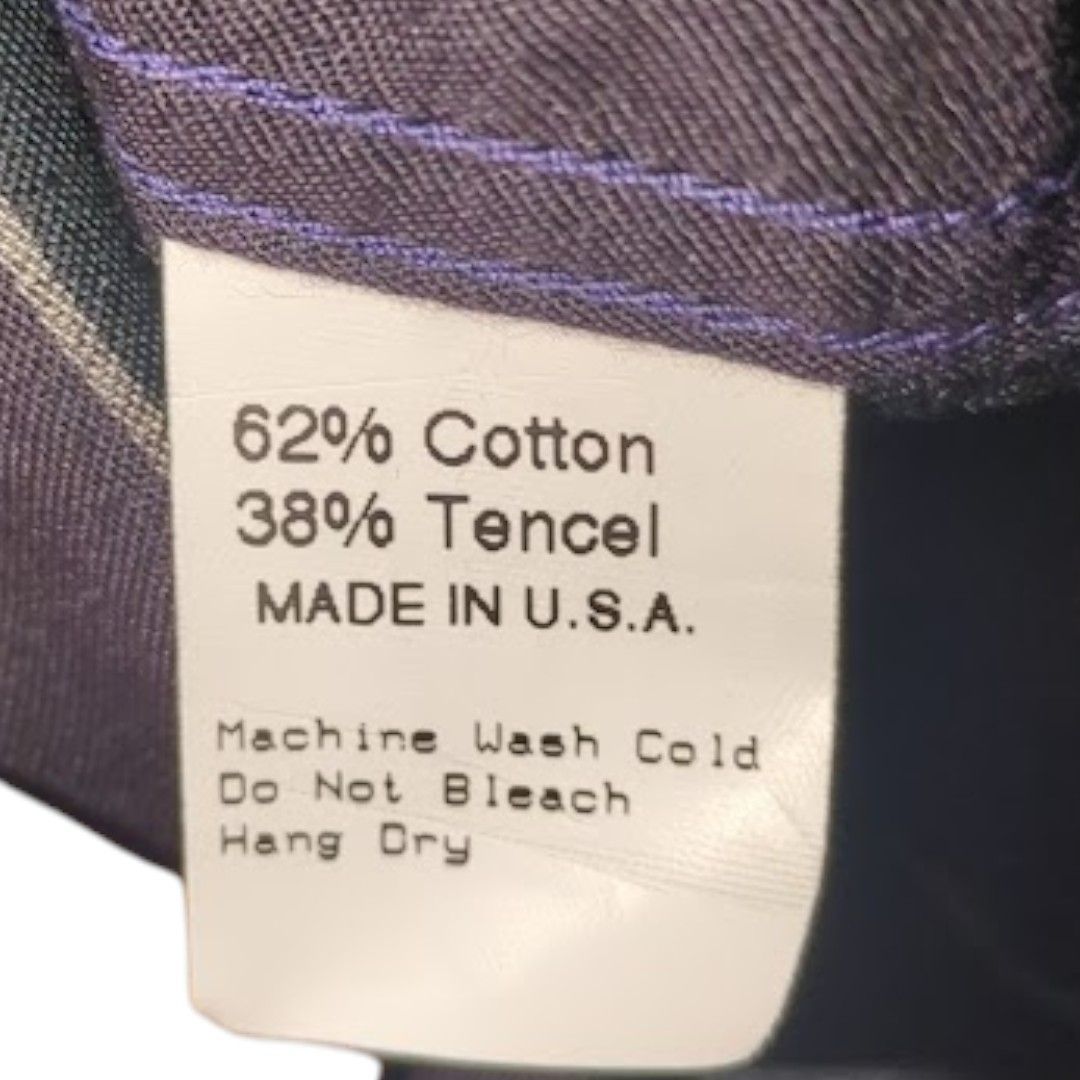 62% Cotton
38% Tencel
MADE IN U.S.A.
Machine Wash Cold
Do Not Bleach
Hang Dry